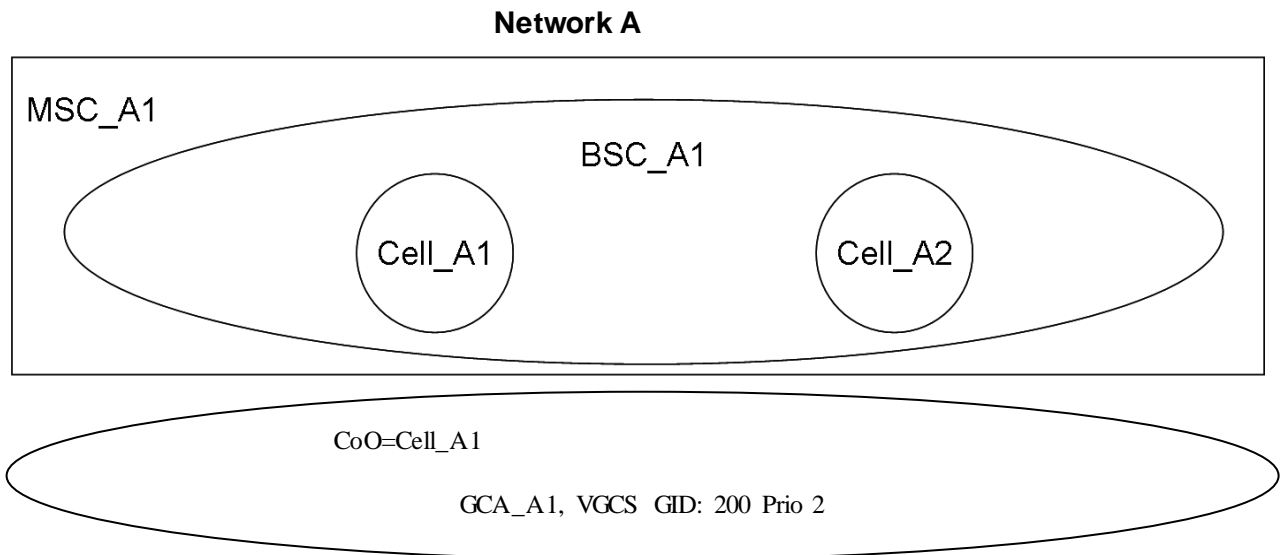 Network A
MSC_A1
BSC_A1
Cell_A1
Cell_A2
CoO=Cell_A1
GCA_A1, VGCS GID: 200 Prio 2